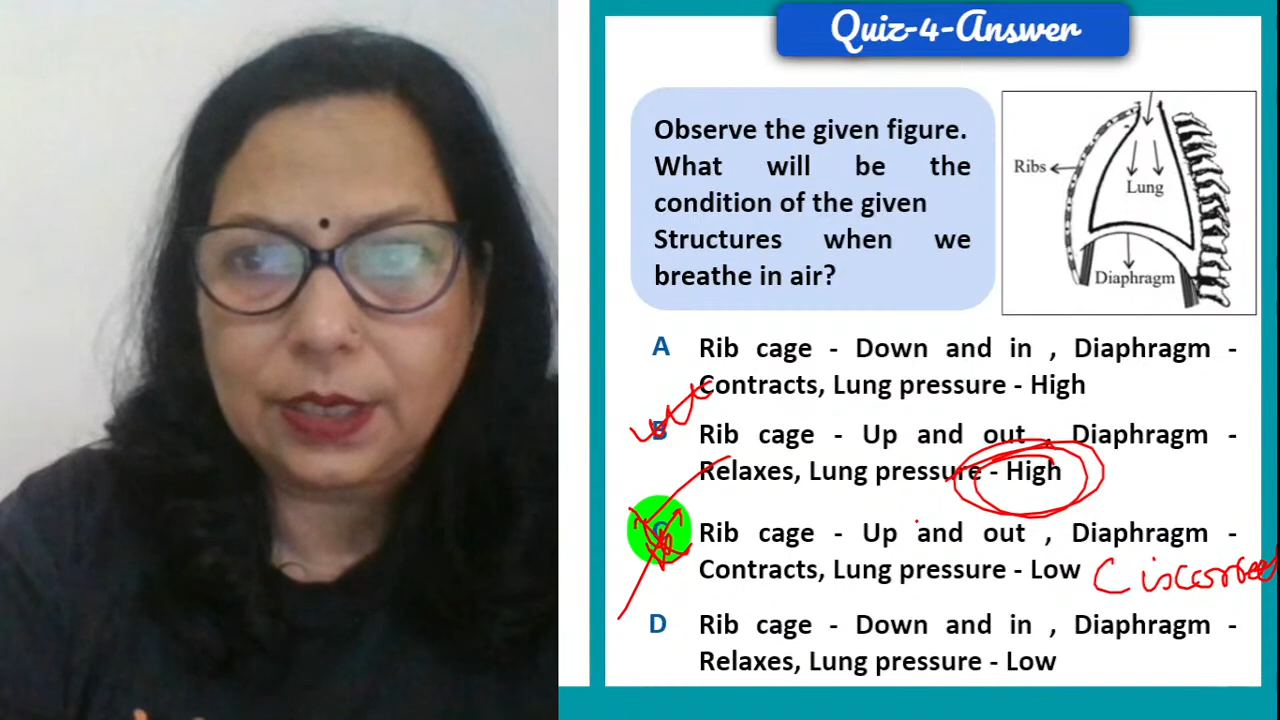 Quiz-4-Answer
Observe the given figure.
What will be the
condition of the given
Structures when we
breathe in air?
Ribs
Lung
Diaphragm
A Rib cage - Down and in , Diaphragm -
Contracts, Lung pressure - High
B Rib cage - Up and out , Diaphragm -
Relaxes, Lung pressure - High
C Rib cage - Up and out , Diaphragm -
Contracts, Lung pressure - Low
C is correct
D Rib cage - Down and in , Diaphragm -
Relaxes, Lung pressure - Low